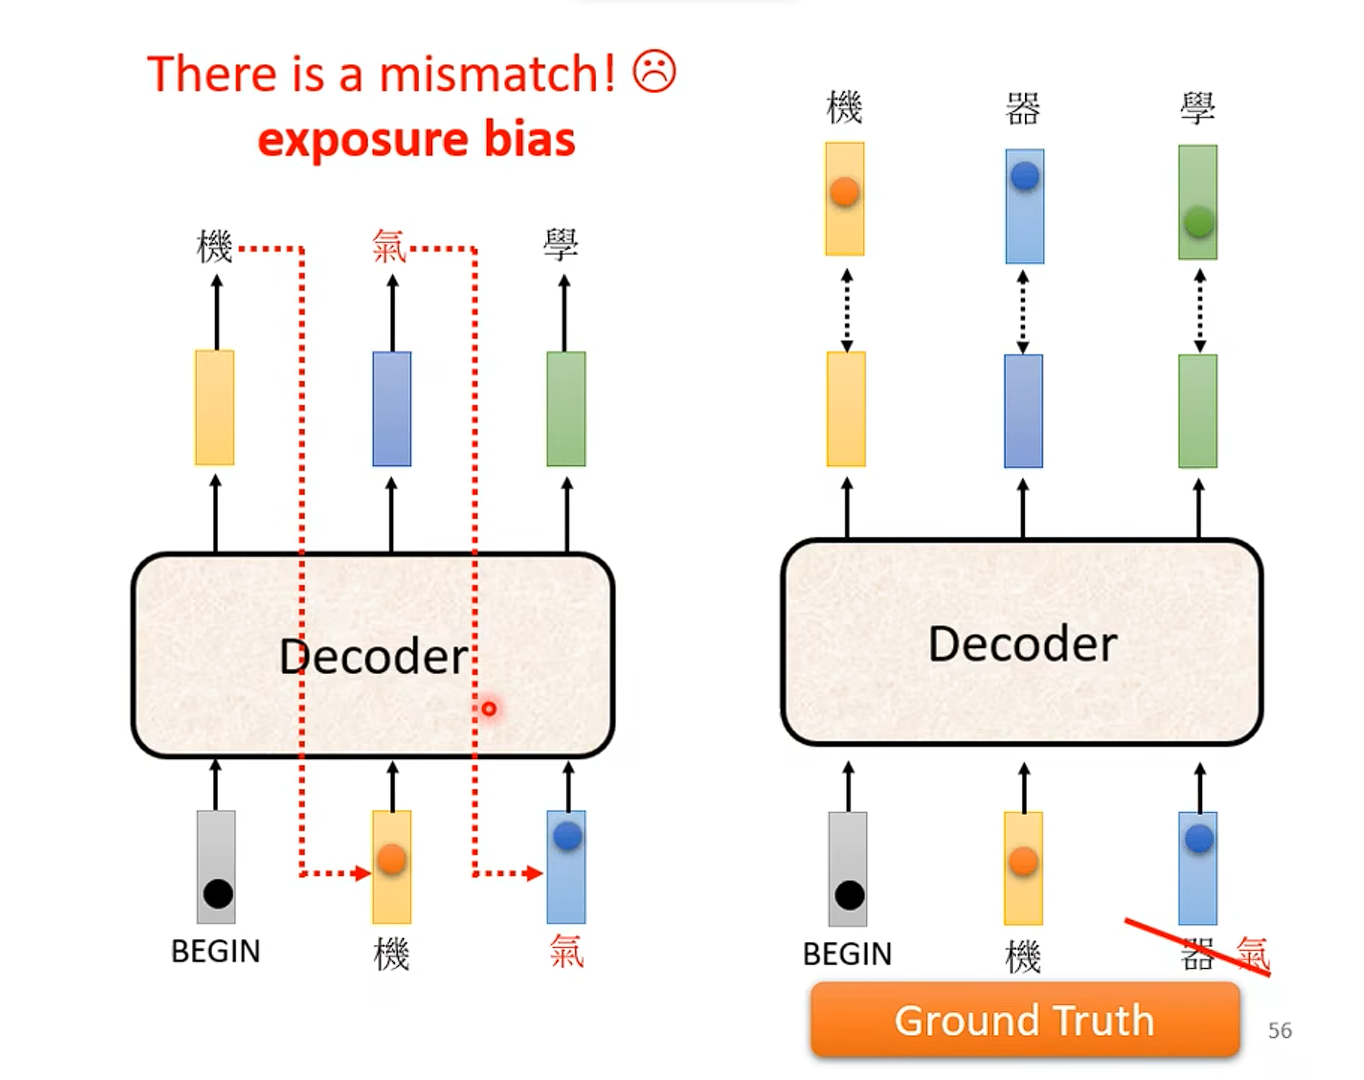 There is a mismatch! ☹
exposure bias
機 氣 學
Decoder
BEGIN 機 氣
機 器 學
Decoder
BEGIN 機 器 氣
Ground Truth
56